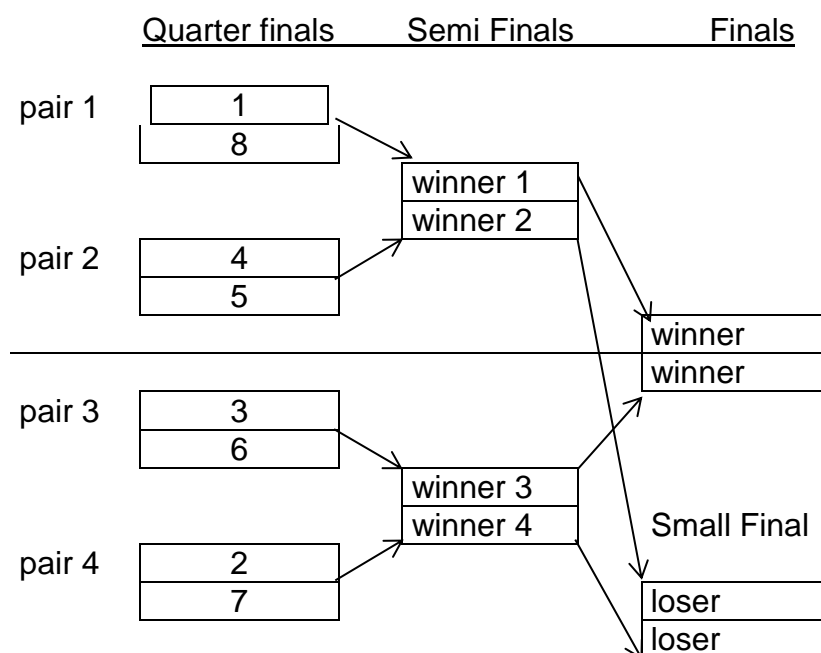 Quarter finals Semi Finals Finals
pair 1
1
8
winner 1
winner 2
pair 2
4
5
winner
winner
pair 3
3
6
winner 3
winner 4
Small Final
pair 4
2
7
loser
loser